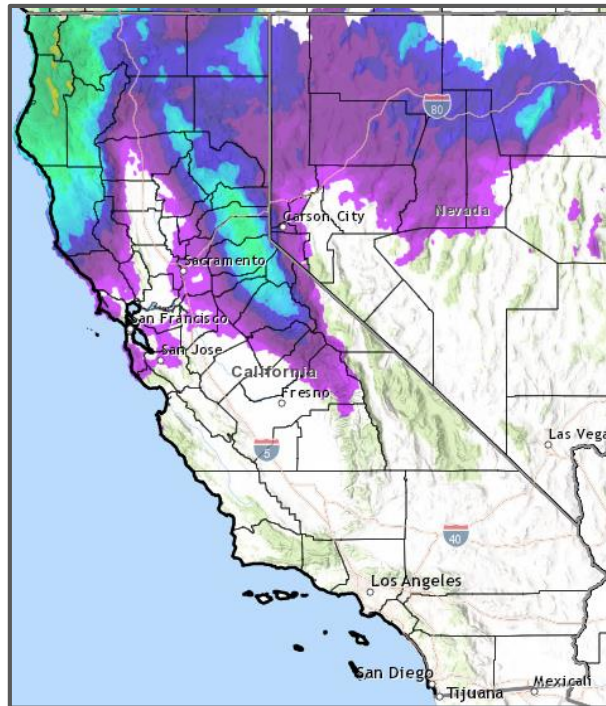 80
Carson City
Nevada
Sacramento
San Francisco
San Jose
California
Fresno
Las Vega
5
40
Los Angeles
San Diego
Tijuana
Mexicali